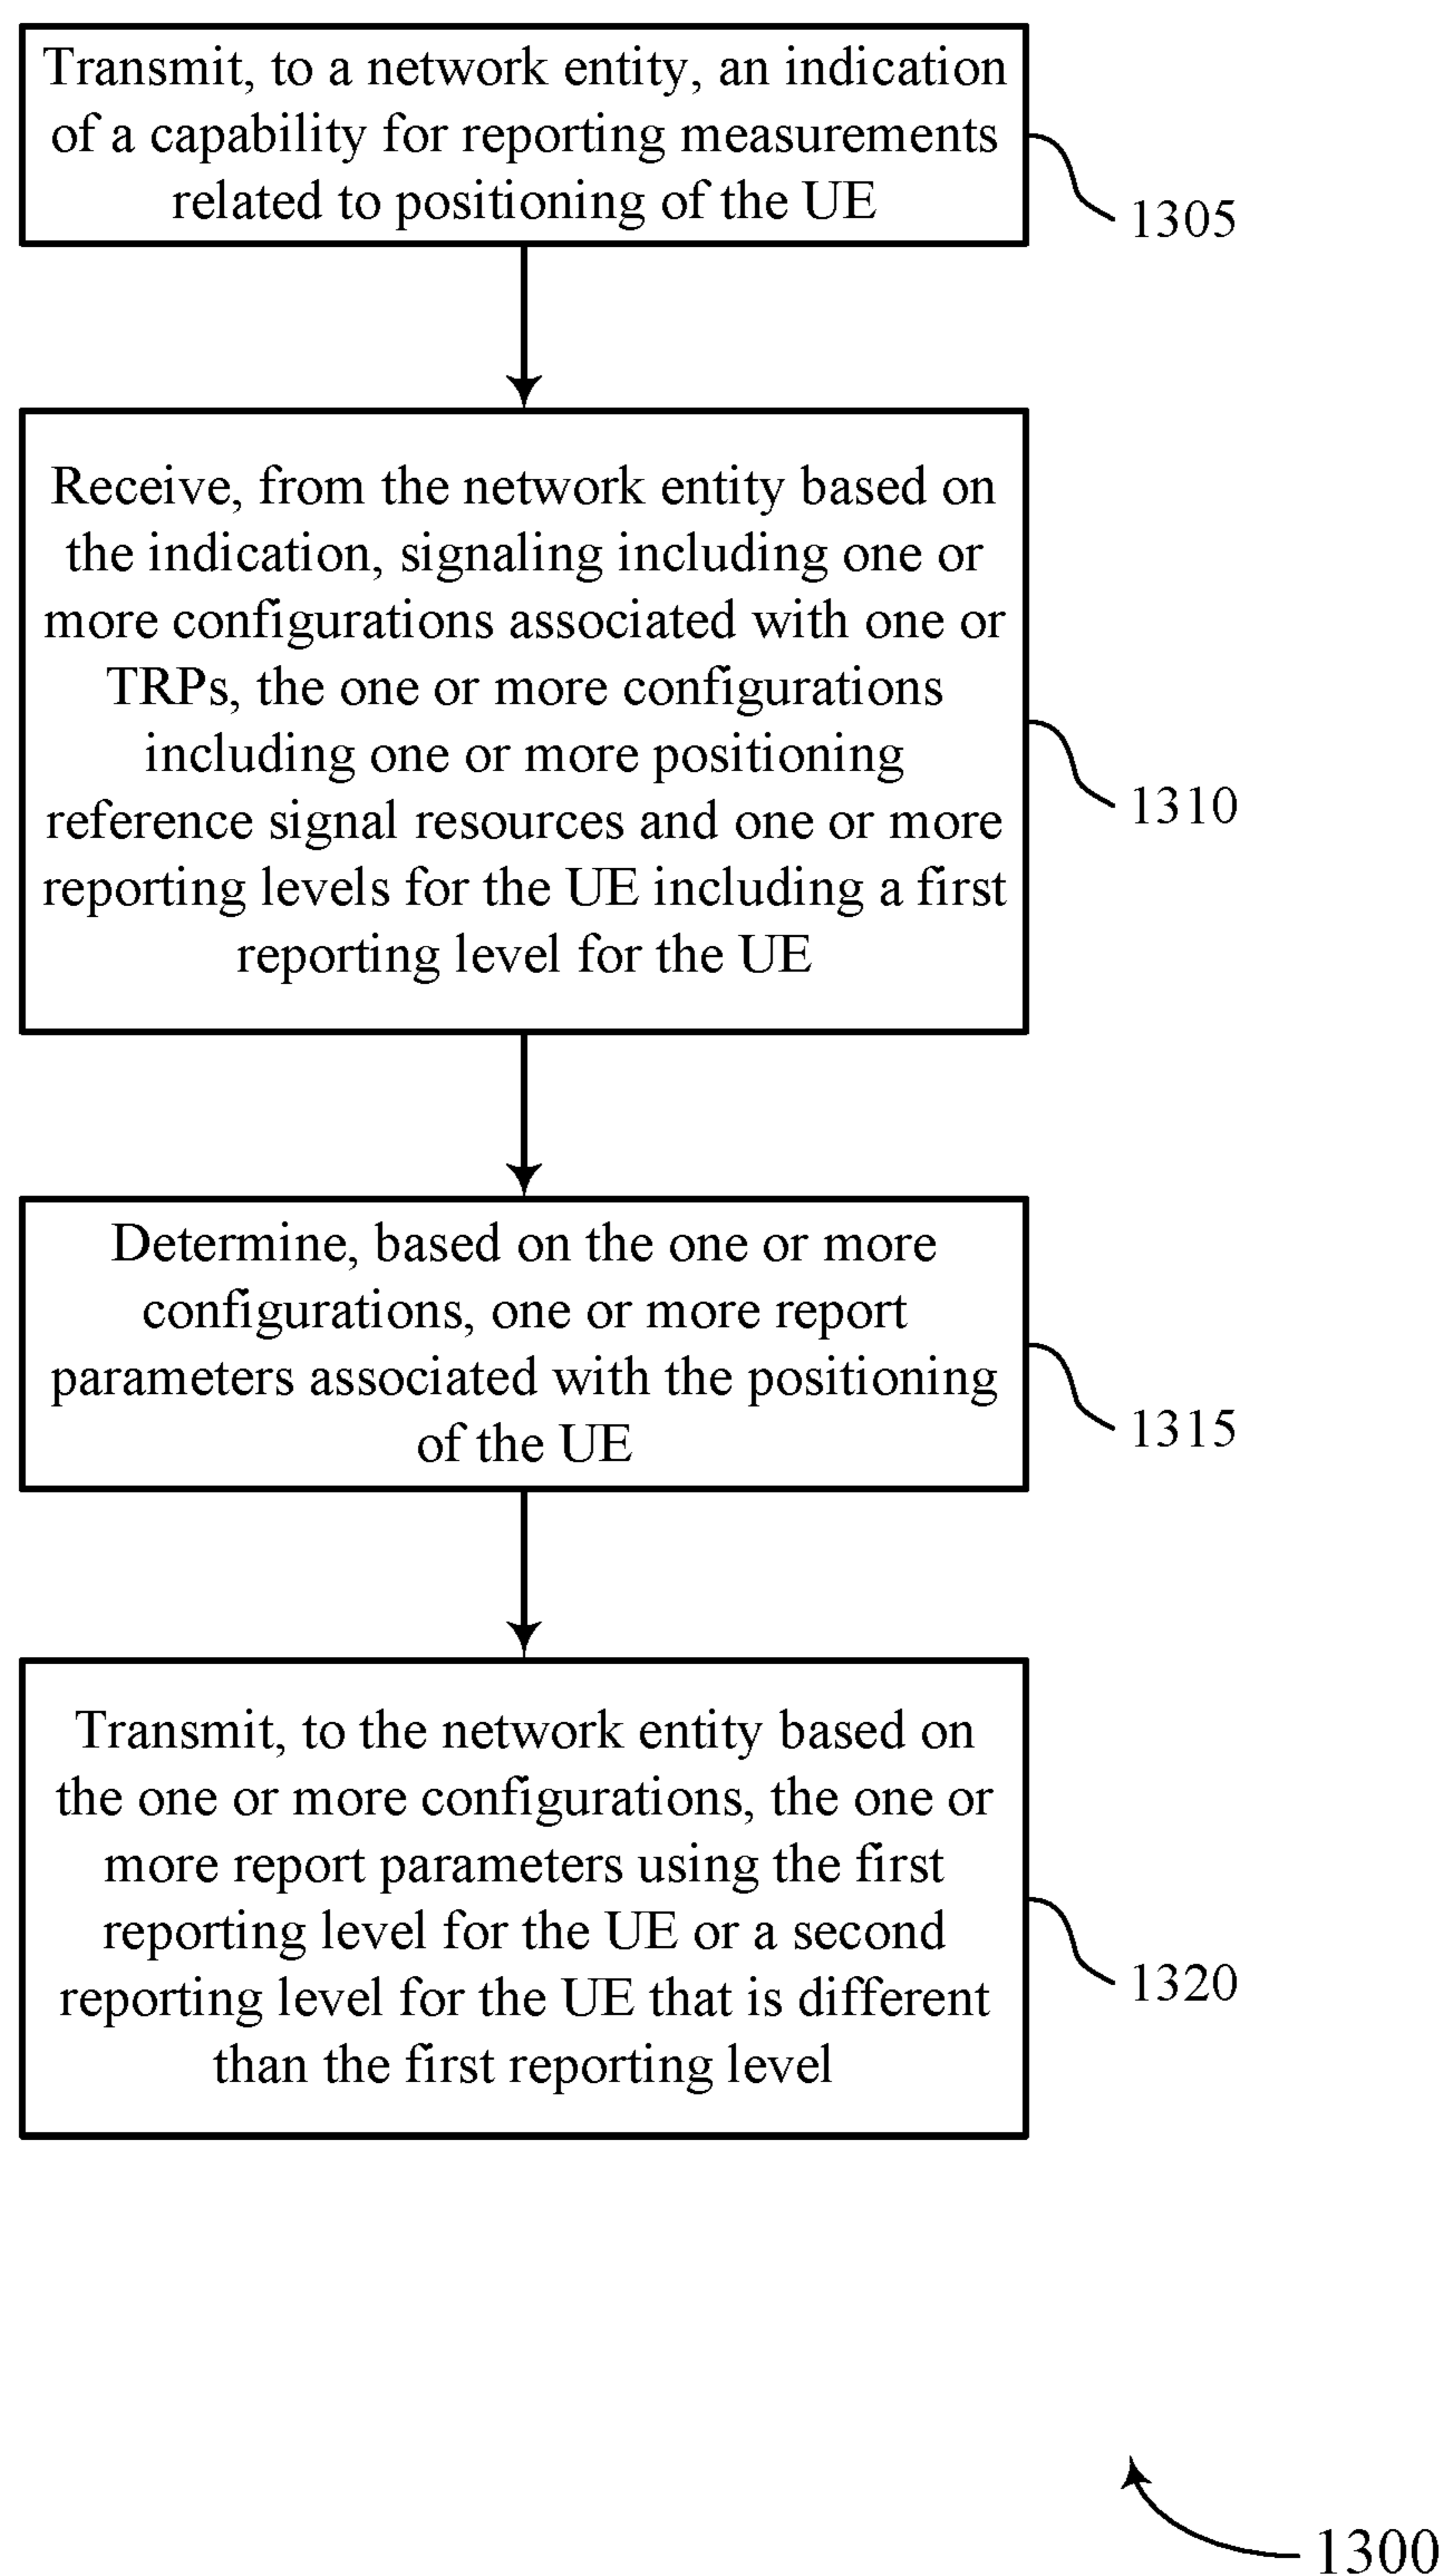 Transmit, to a network entity, an indication
of a capability for reporting measurements
related to positioning of the UE
1305
Receive, from the network entity based on
the indication, signaling including one or
more configurations associated with one or
TRPs, the one or more configurations
including one or more positioning
reference signal resources and one or more
reporting levels for the UE including a first
reporting level for the UE
1310
Determine, based on the one or more
configurations, one or more report
parameters associated with the positioning
of the UE
1315
Transmit, to the network entity based on
the one or more configurations, the one or
more report parameters using the first
reporting level for the UE or a second
reporting level for the UE that is different
than the first reporting level
1320
1300